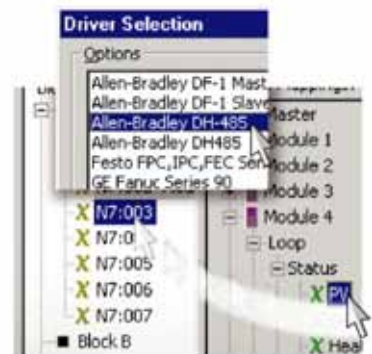 Driver Selection
Options
Allen-Bradley DF-1 Mast
Allen-Bradley DF-1 Slave
Allen-Bradley DH-485
Allen-Bradley DH485
Festo FPC,IPC,FEC Ser
GE Fanuc Series 90
N7:003
N7:0
N7:005
N7:006
N7:007
Block B
Master
Module 1
Module 2
Module 3
Module 4
Loop
Status
PV
Hea